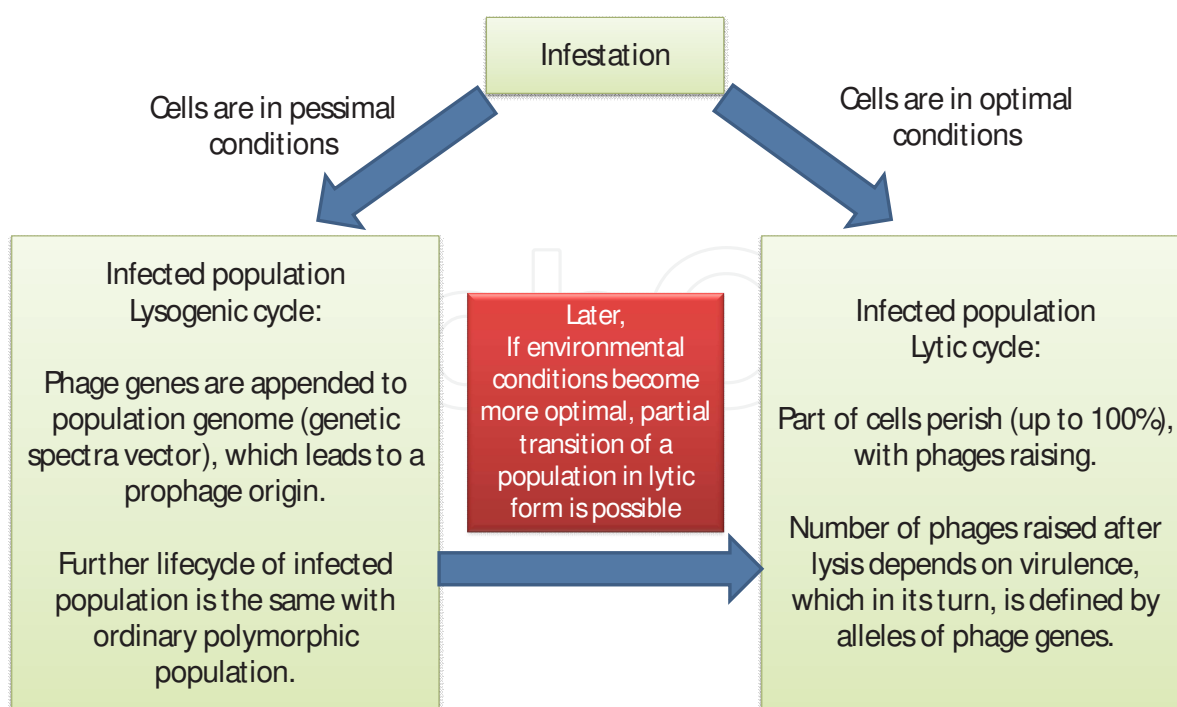 Infestation
Cells are in pessimal
conditions
Cells are in optimal
conditions
Infected population
Lysogenic cycle:
Phage genes are appended to
population genome (genetic
spectra vector), which leads to a
prophage origin.
Further lifecycle of infected
population is the same with
ordinary polymorphic
population.
Later,
If environmental
conditions become
more optimal, partial
transition of a
population in lytic
form is possible
Infected population
Lytic cycle:
Part of cells perish (up to 100%),
with phages raising.
Number of phages raised after
lysis depends on virulence,
which in its turn, is defined by
alleles of phage genes.